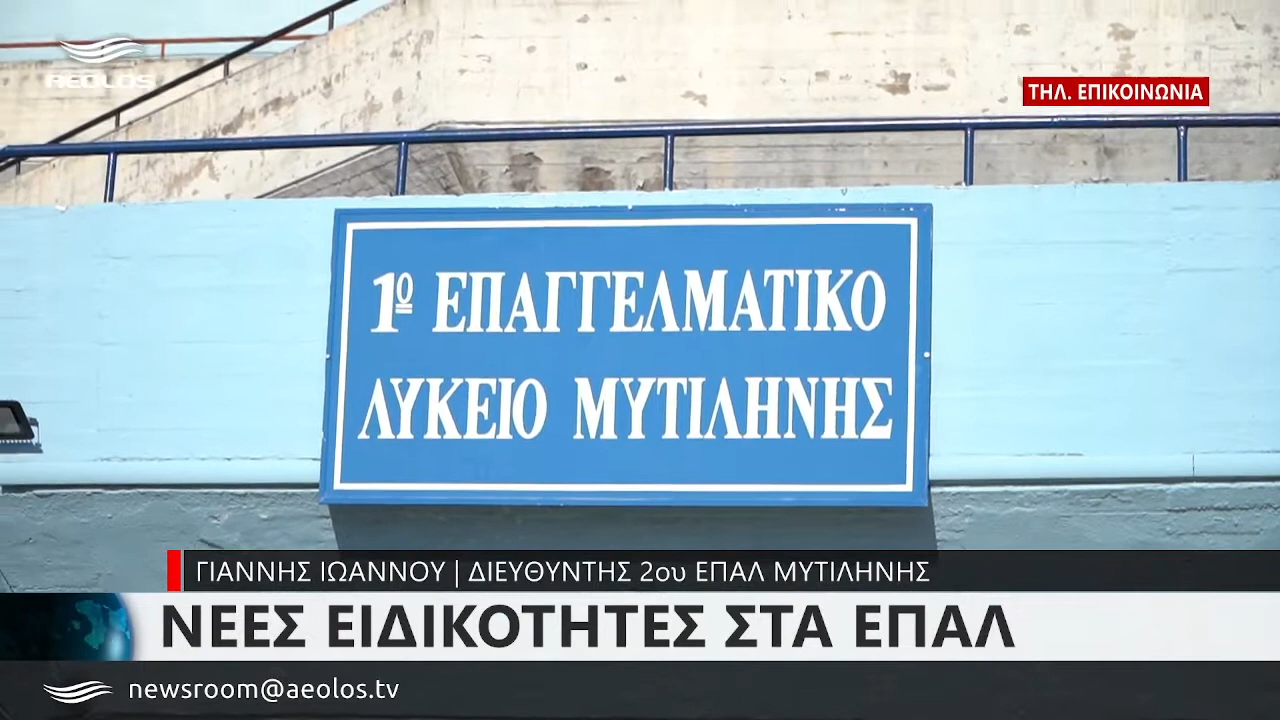 AEOLOS
ΤΗΛ. ΕΠΙΚΟΙΝΩΝΙΑ
1º ΕΠΑΓΓΕΛΜΑΤΙΚΟ
ΛΥΚΕΙΟ ΜΥΤΙΛΗΝΗΣ
ΓΙΑΝΝΗΣ ΙΩΑΝΝΟΥ | ΔΙΕΥΘΥΝΤΗΣ 2ου ΕΠΑΛ ΜΥΤΙΛΗΝΗΣ
ΝΕΕΣ ΕΙΔΙΚΟΤΗΤΕΣ ΣΤΑ ΕΠΑΛ
newsroom@aeolos.tv